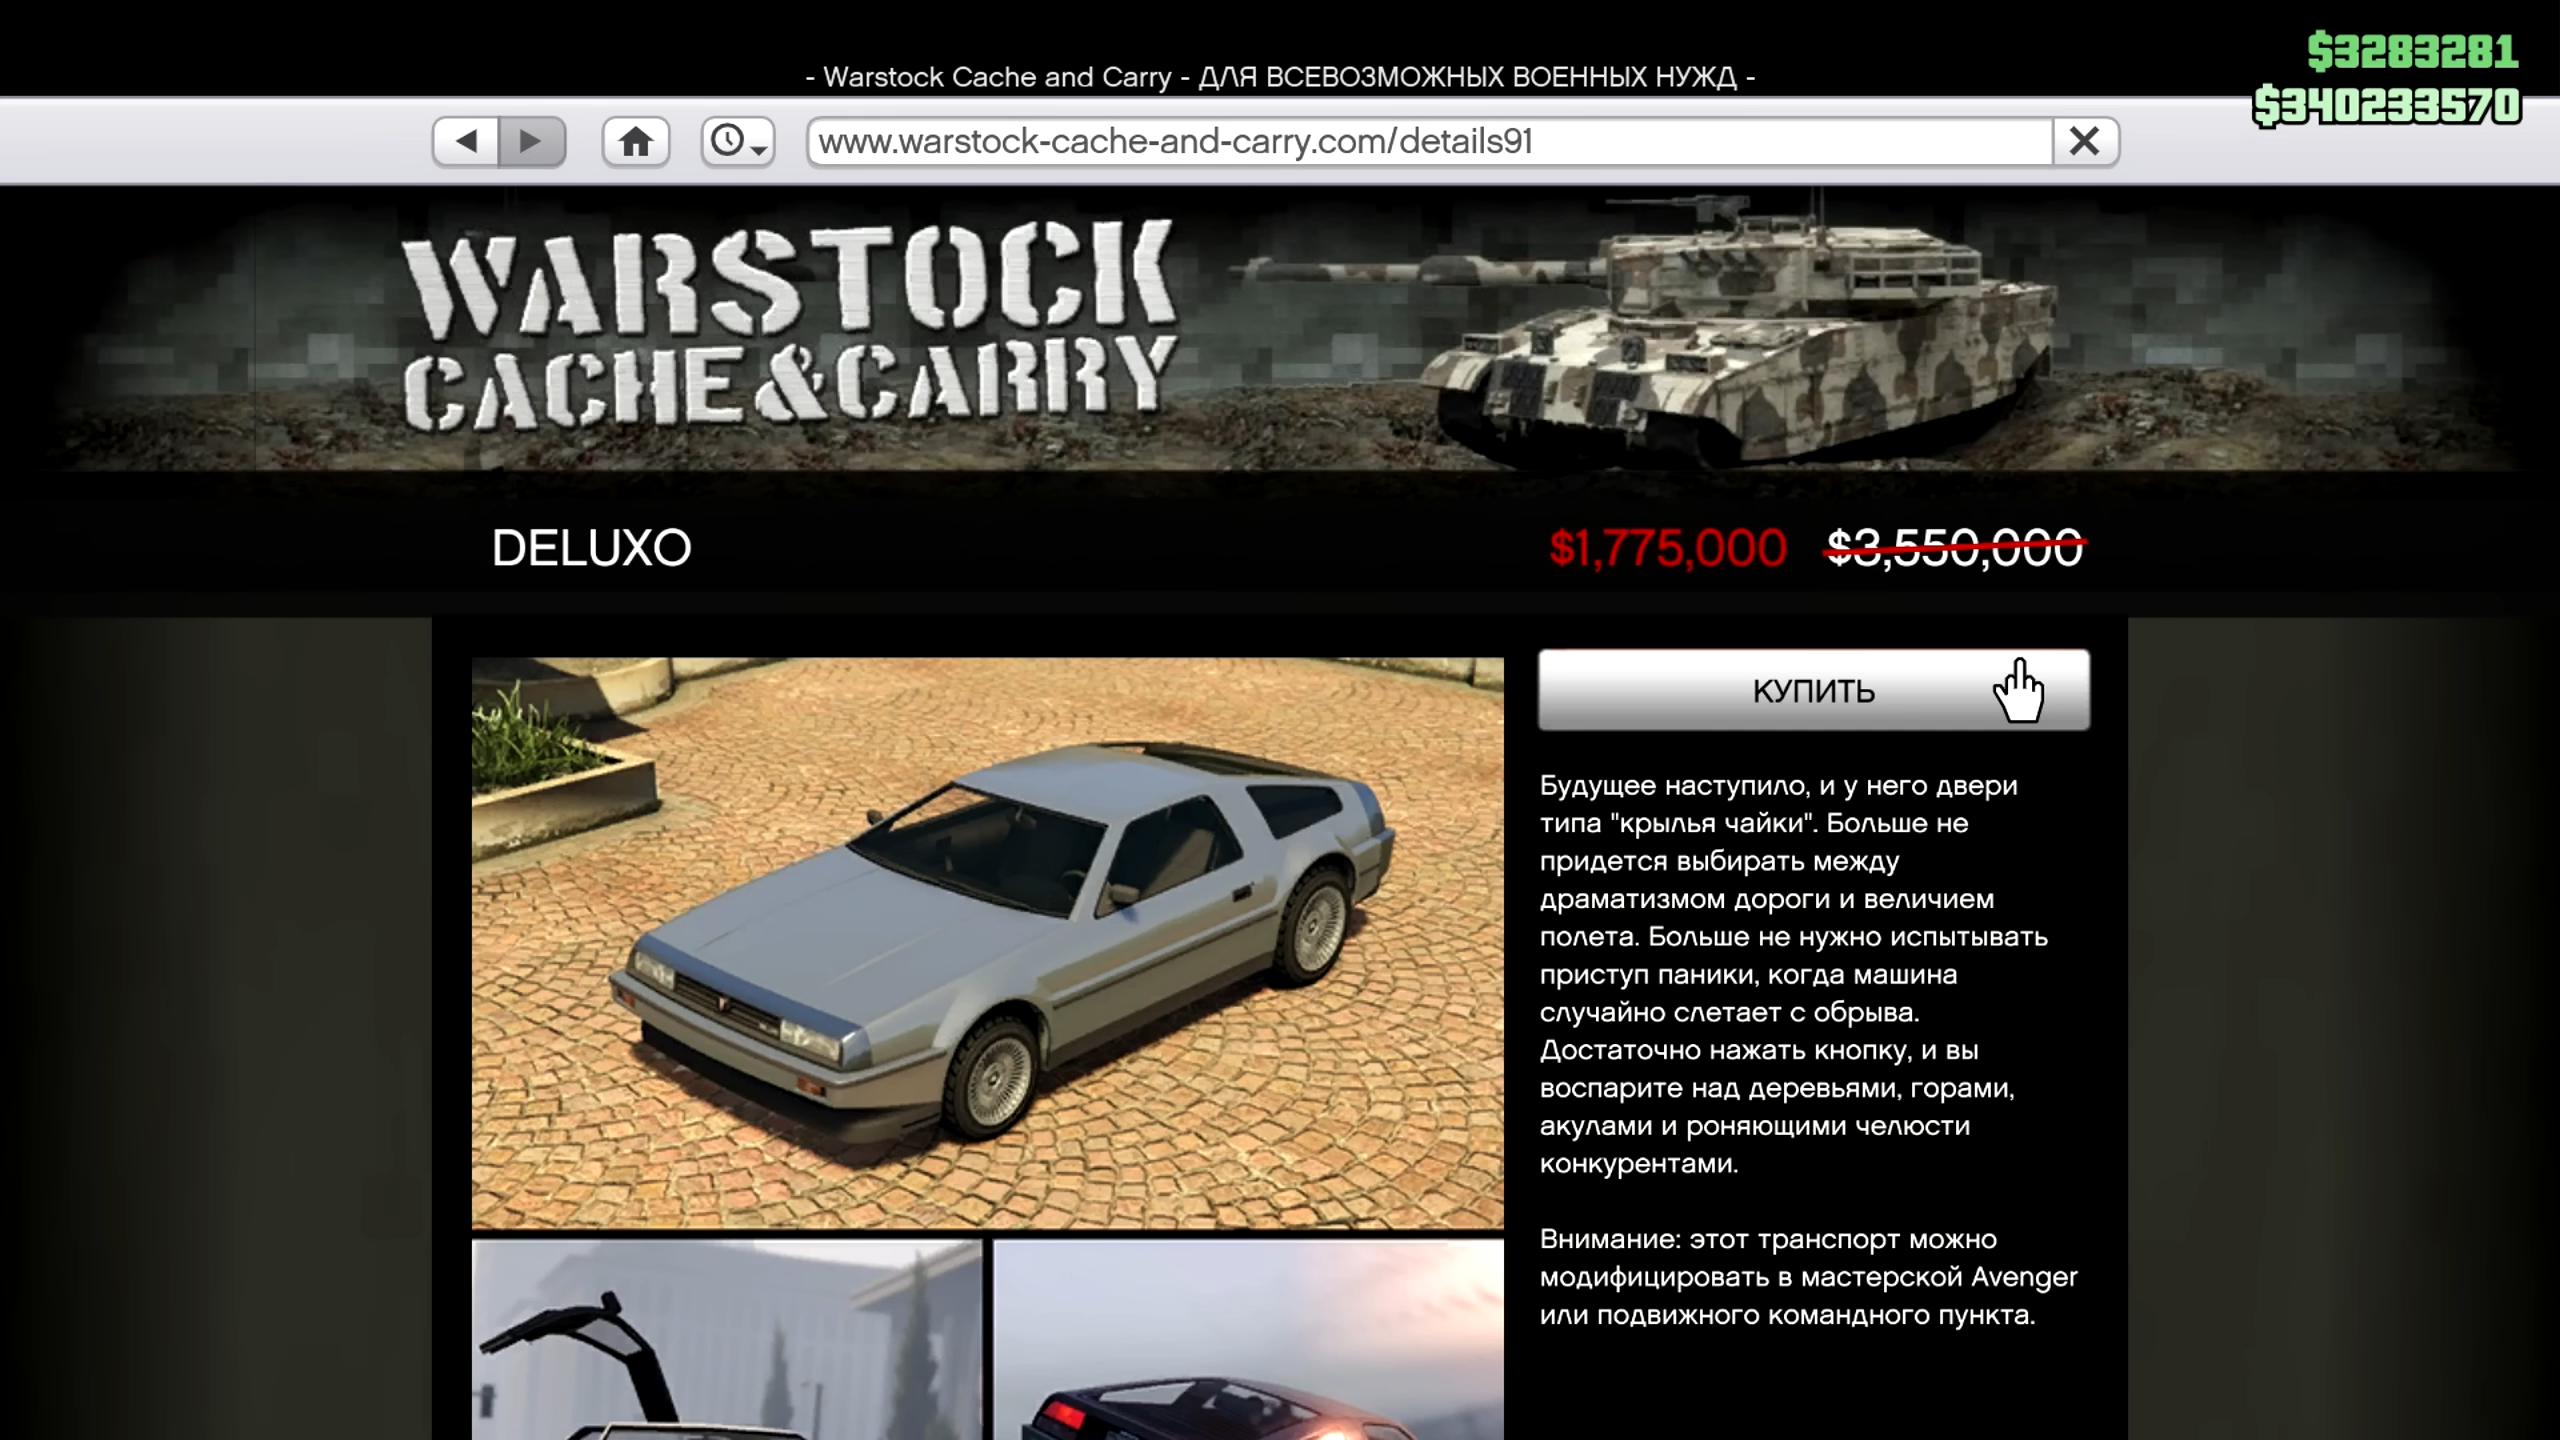 $3283281
- Warstock Cache and Carry - ДЛЯ ВСЕВОЗМОЖНЫХ ВОЕННЫХ НУЖД -
$340233570
www.warstock-cache-and-carry.com/details91
WARSTOCK
CACHE & CARRY
DELUXO
$1,775,000 $3,550,000
КУПИТЬ
Будущее наступило, и у него двери
типа "крылья чайки". Больше не
придется выбирать между
драматизмом дороги и величием
полета. Больше не нужно испытывать
приступ паники, когда машина
случайно слетает с обрыва.
Достаточно нажать кнопку, и вы
воспарите над деревьями, горами,
акулами и роняющими челюсти
конкурентами.
Внимание: этот транспорт можно
модифицировать в мастерской Avenger
или подвижного командного пункта.